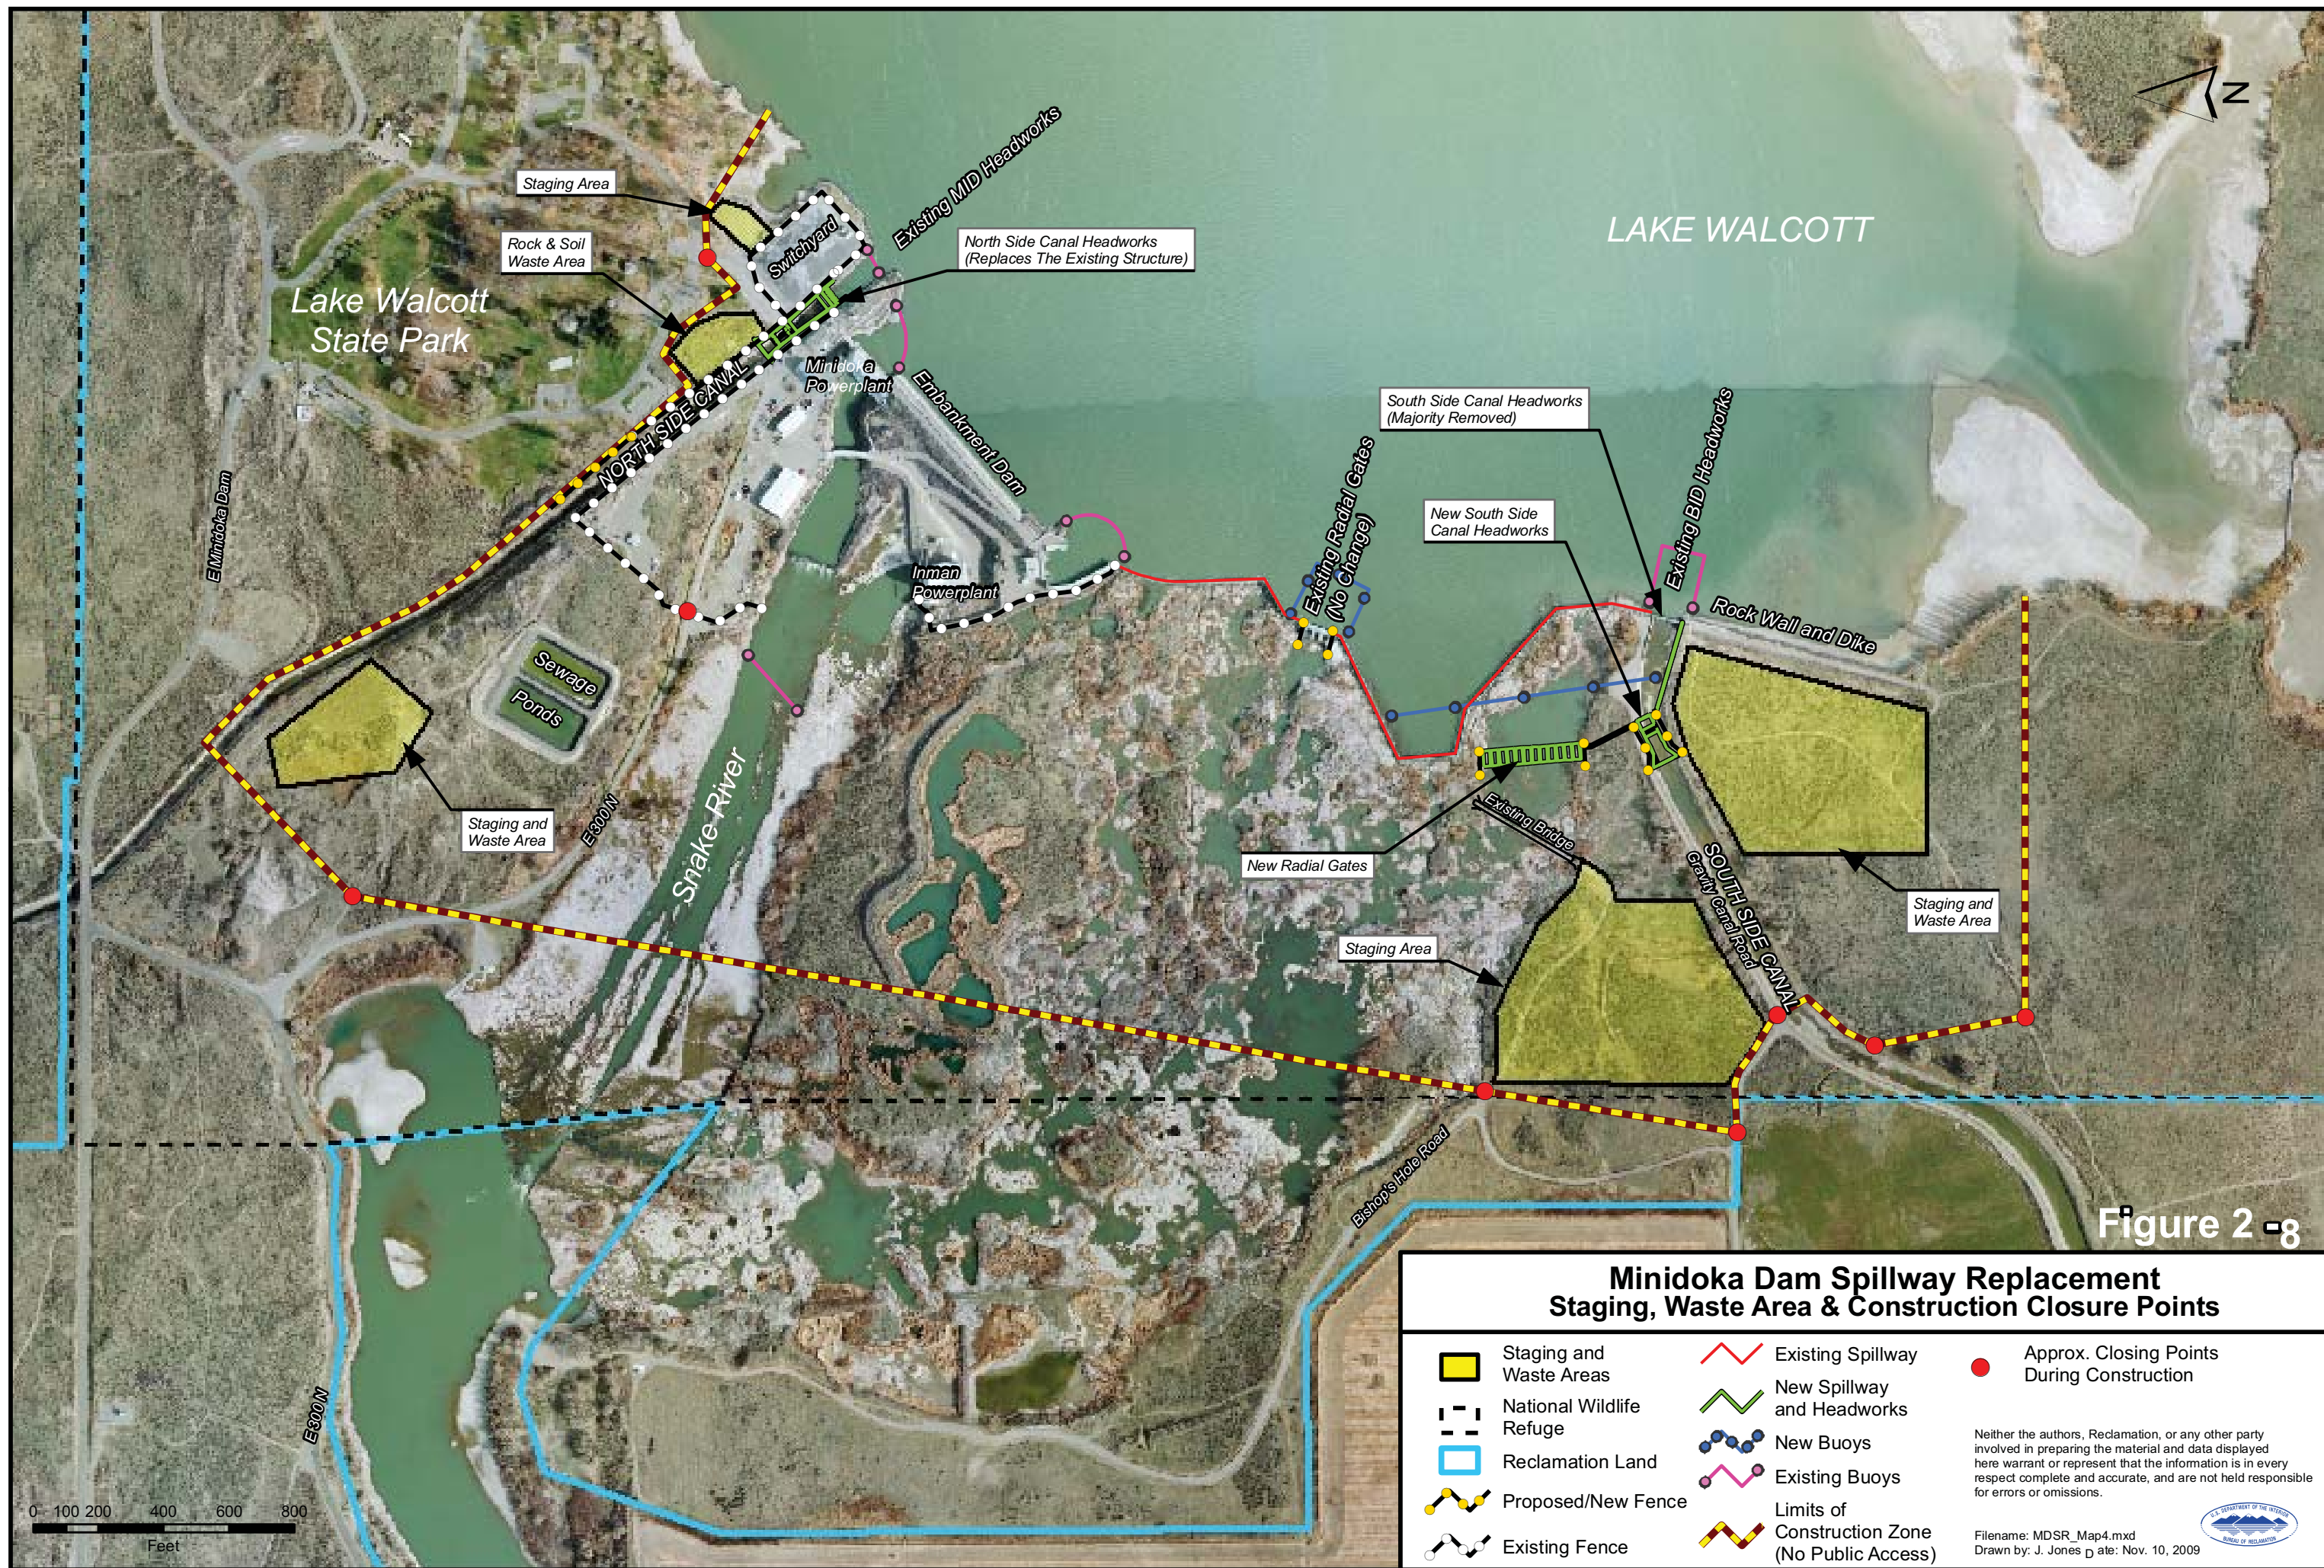 N
LAKE WALCOTT
Existing MID Headworks
Staging Area
Switchyard
Rock & Soil
Waste Area
North Side Canal Headworks
(Replaces The Existing Structure)
Lake Walcott
State Park
Minidoka
Powerplant
NORTH SIDE CANAL
Embankment Dam
E Minidoka Dam
South Side Canal Headworks
(Majority Removed)
Existing BID Headworks
Existing Radial Gates
(No Change)
New South Side
Canal Headworks
Inman
Powerplant
Rock Wall and Dike
Sewage
Ponds
Staging and
Waste Area
E 300 N
Snake River
Existing Bridge
New Radial Gates
SOUTH SIDE CANAL
Gravity Canal Road
Staging and
Waste Area
Staging Area
Bishop's Hole Road
E 300 N
0 100 200 400 600 800
Feet
Figure 2 -8
Minidoka Dam Spillway Replacement
Staging, Waste Area & Construction Closure Points
Staging and
Waste Areas
National Wildlife
Refuge
Reclamation Land
Proposed/New Fence
Existing Fence
Existing Spillway
New Spillway
and Headworks
New Buoys
Existing Buoys
Limits of
Construction Zone
(No Public Access)
Approx. Closing Points
During Construction
Neither the authors, Reclamation, or any other party
involved in preparing the material and data displayed
here warrant or represent that the information is in every
respect complete and accurate, and are not held responsible
for errors or omissions.
U.S. DEPARTMENT OF THE INTERIOR
BUREAU OF RECLAMATION
Filename: MDSR_Map4.mxd
Drawn by: J. Jones Date: Nov. 10, 2009